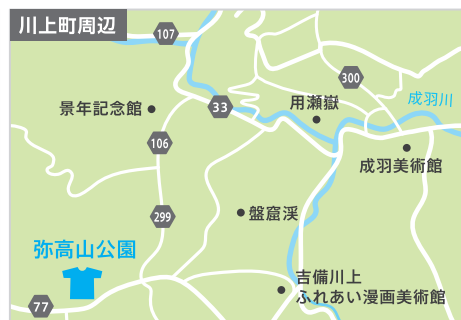 川上町周辺
107
300
成羽川
景年記念館
33
用瀬嶽
106
成羽美術館
299
盤窟渓
弥高山公園
吉備川上
ふれあい漫画美術館
77